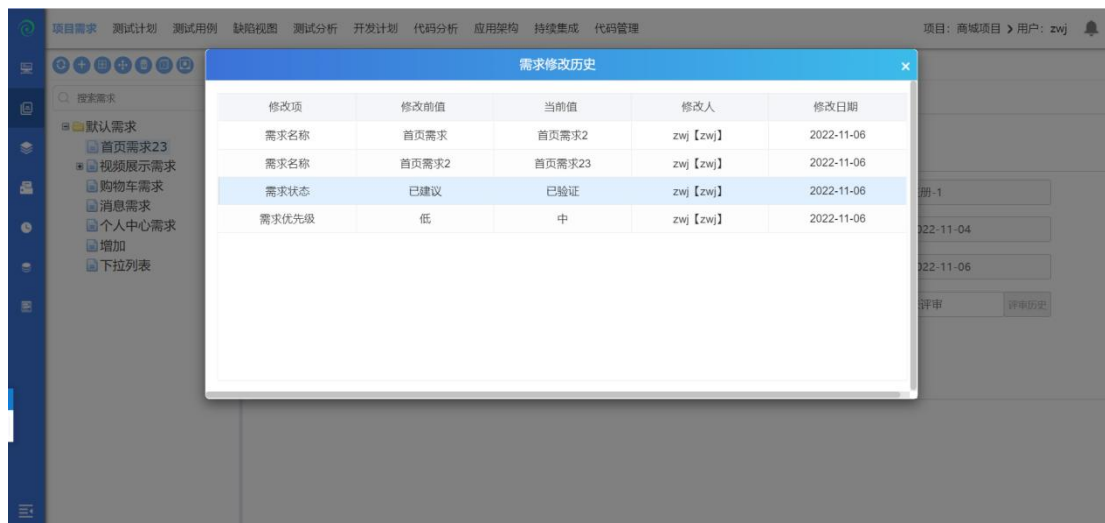 项目需求 测试计划 测试用例 缺陷视图 测试分析 开发计划 代码分析 应用架构 持续集成 代码管理 项目：商城项目 用户：zwj
搜索需求
默认需求
首页需求23
视频展示需求
购物车需求
消息需求
个人中心需求
增加
下拉列表
需求修改历史 ×
修改项 修改前值 当前值 修改人 修改日期
需求名称 首页需求 首页需求2 zwj【zwj】 2022-11-06
需求名称 首页需求2 首页需求23 zwj【zwj】 2022-11-06
需求状态 已建议 已验证 zwj【zwj】 2022-11-06
需求优先级 低 中 zwj【zwj】 2022-11-06
册-1
022-11-04
022-11-06
评审 评审历史